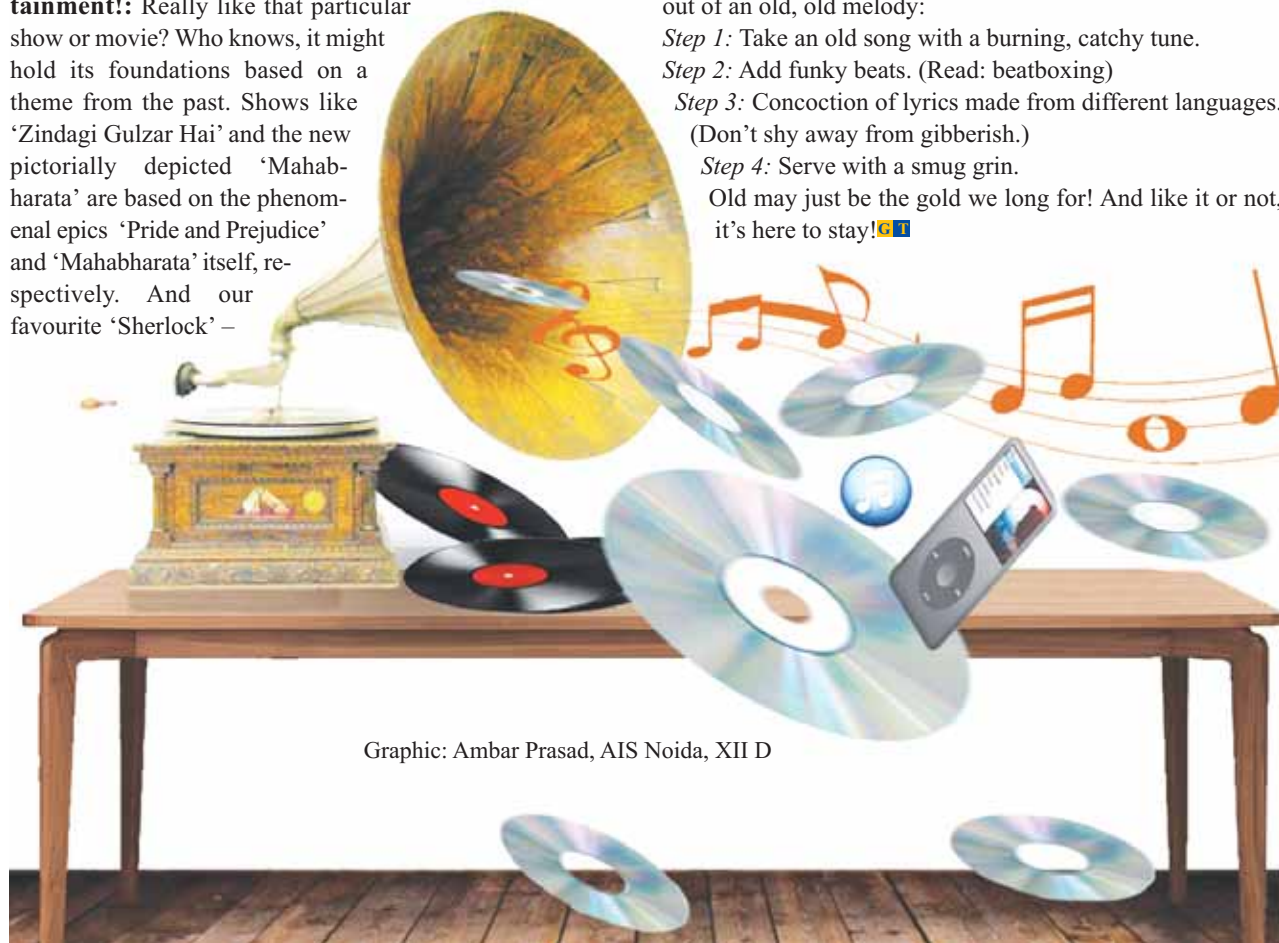 tainment!: Really like that particular
show or movie? Who knows, it might
hold its foundations based on a
theme from the past. Shows like
‘Zindagi Gulzar Hai’ and the new
pictorially depicted ‘Mahab-
harata’ are based on the phenom-
enal epics ‘Pride and Prejudice’
and ‘Mahabharata’ itself, re-
spectively. And our
favourite ‘Sherlock’ –
out of an old, old melody:
Step 1: Take an old song with a burning, catchy tune.
Step 2: Add funky beats. (Read: beatboxing)
Step 3: Concoction of lyrics made from different languages.
(Don’t shy away from gibberish.)
Step 4: Serve with a smug grin.
Old may just be the gold we long for! And like it or not,
it’s here to stay! G T
Graphic: Ambar Prasad, AIS Noida, XII D